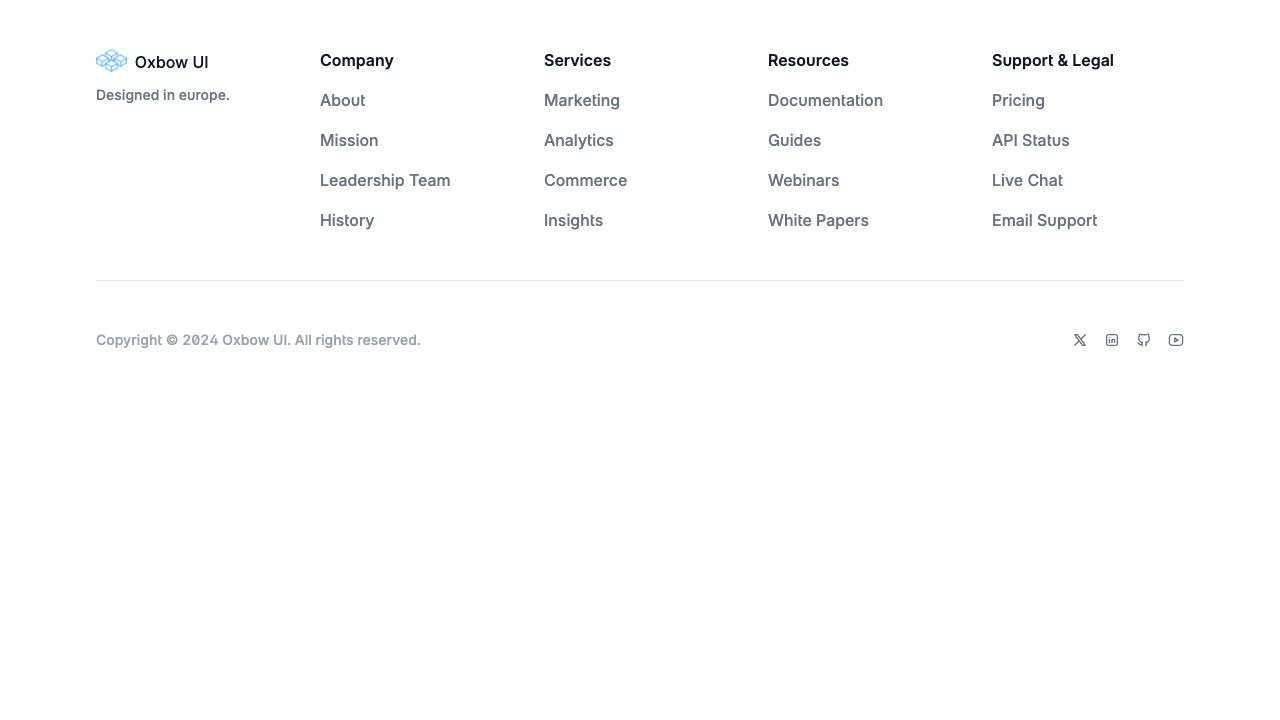 Oxbow UI
Designed in europe.
Company
About
Mission
Leadership Team
History
Services
Marketing
Analytics
Commerce
Insights
Resources
Documentation
Guides
Webinars
White Papers
Support & Legal
Pricing
API Status
Live Chat
Email Support
Copyright © 2024 Oxbow UI. All rights reserved.